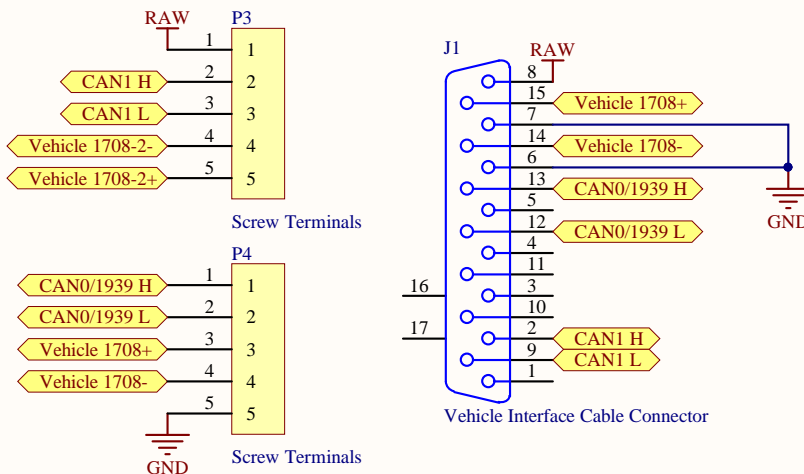 RAW
P3
1 1
CAN1 H 2 2
CAN1 L 3 3
Vehicle 1708-2- 4 4
Vehicle 1708-2+ 5 5
Screw Terminals
P4
CAN0/1939 H 1 1
CAN0/1939 L 2 2
Vehicle 1708+ 3 3
Vehicle 1708- 4 4
5 5
GND
Screw Terminals
J1
RAW
8
15 Vehicle 1708+
7
14 Vehicle 1708-
6
13 CAN0/1939 H
GND
5
12 CAN0/1939 L
4
11
16
3
10
17
2 CAN1 H
9 CAN1 L
1
Vehicle Interface Cable Connector